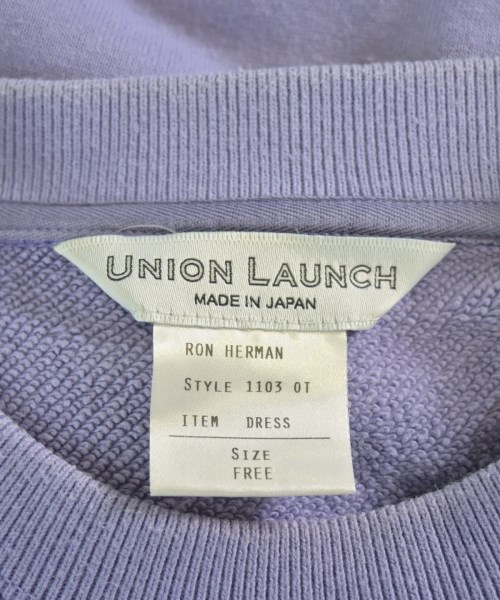 UNION LAUNCH
MADE IN JAPAN
RON HERMAN
STYLE 1103 OT
ITEM DRESS
SIZE
FREE